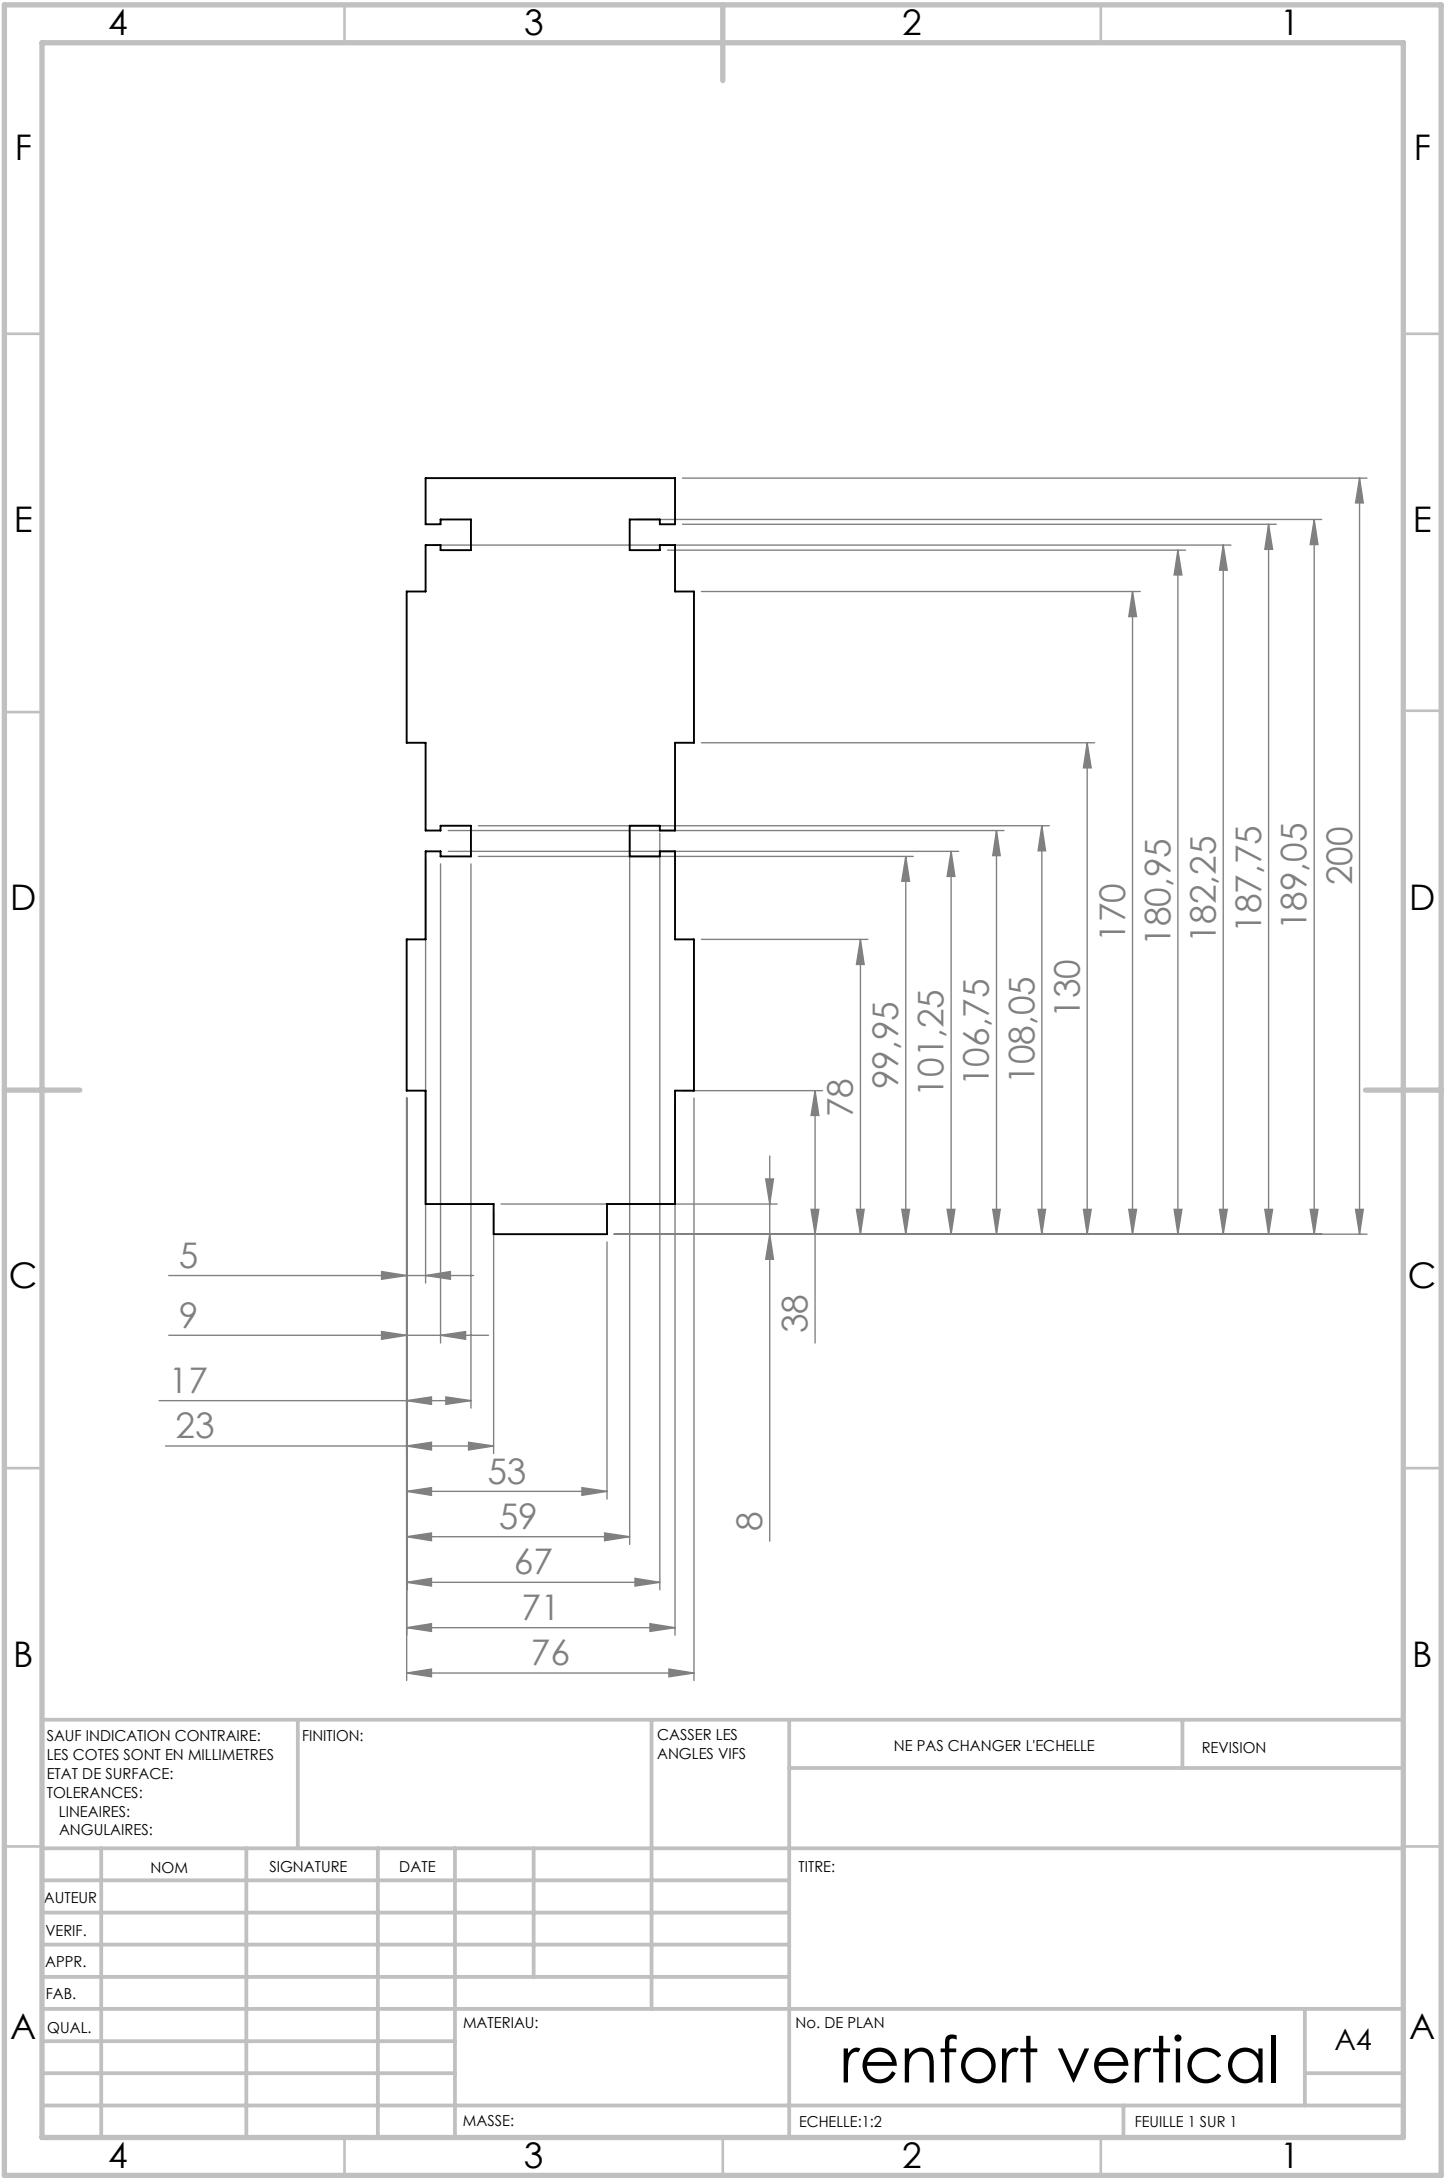 4 3 2 1
F F
E E
D D
C C
B B
A A
200
189,05
187,75
182,25
180,95
170
130
108,05
106,75
101,25
99,95
78
38
8
5
9
17
23
53
59
67
71
76
SAUF INDICATION CONTRAIRE:
LES COTES SONT EN MILLIMETRES
ETAT DE SURFACE:
TOLERANCES:
LINEAIRES:
ANGULAIRES:
FINITION:
CASSER LES
ANGLES VIFS
NE PAS CHANGER L'ECHELLE
REVISION
NOM SIGNATURE DATE
AUTEUR
VERIF.
APPR.
FAB.
QUAL.
MATERIAU:
MASSE:
TITRE:
No. DE PLAN
renfort vertical
A4
ECHELLE:1:2
FEUILLE 1 SUR 1
4 3 2 1